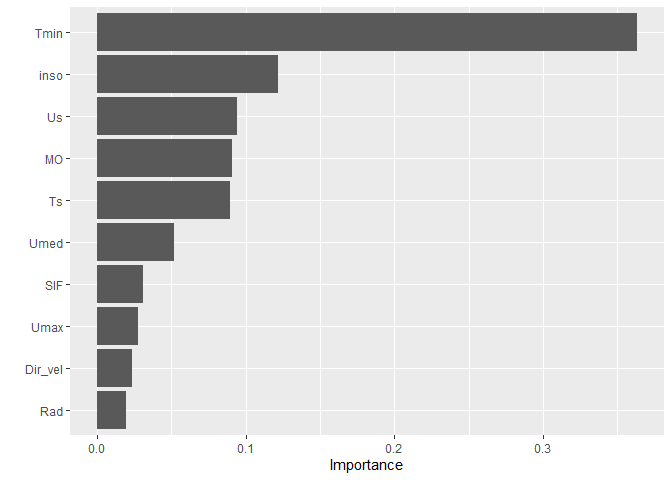 Tmin
inso
Us
MO
Ts
Umed
SIF
Umax
Dir_vel
Rad
0.0 0.1 0.2 0.3
Importance